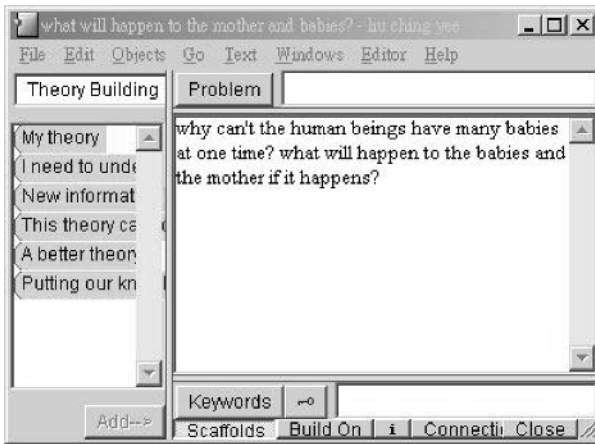 what will happen to the mother and babies? - hu ching yee
File Edit Objects Go Text Windows Editor Help
Theory Building
Problem
My theory
I need to unde
New informat
This theory ca
A better theory
Putting our kn
Add-->
why can't the human beings have many babies
at one time? what will happen to the babies and
the mother if it happens?
Keywords
Scaffolds Build On i Connecti Close